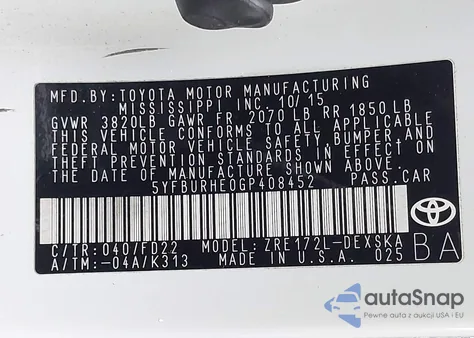 MFD.BY: TOYOTA MOTOR MANUFACTURING
MISSISSIPPI INC. 10/15
GVWR 3820LB GAWR FR 2070 LB RR 1850 LB
THIS VEHICLE CONFORMS TO ALL APPLICABLE
FEDERAL MOTOR VEHICLE SAFETY, BUMPER AND
THEFT PREVENTION STANDARDS IN EFFECT ON
THE DATE OF MANUFACTURE SHOWN ABOVE.
5YFBURHE0GP408452 PASS.CAR
C/TR: 040/FD22 MODEL: ZRE172L-DEXSKA
A/TM: -04A/K313 MADE IN U.S.A. 025
BA
autoSnap
Pewne auta z aukcji USA i EU